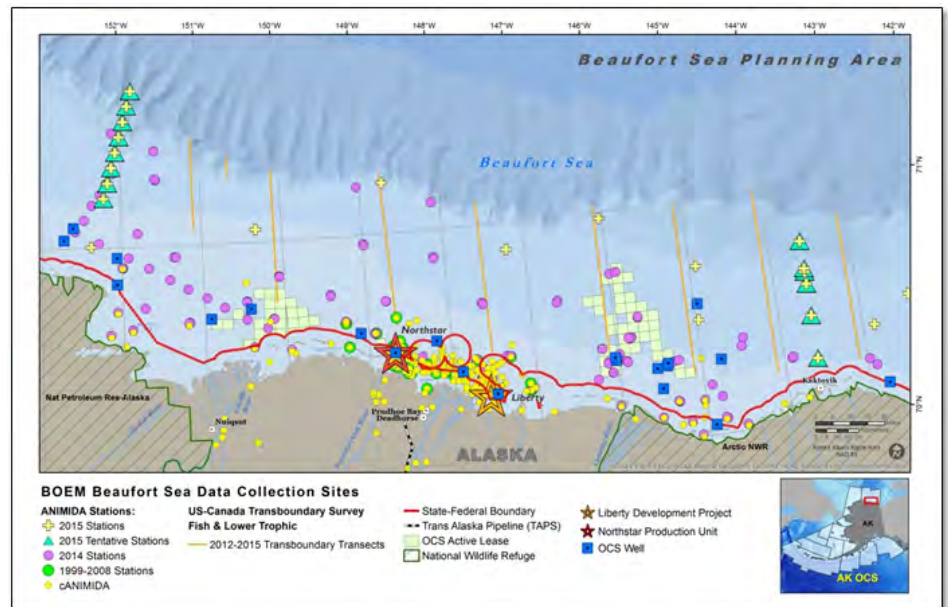 152°W 151°W 150°W 149°W 148°W 147°W 146°W 145°W 144°W 143°W 142°W
Beaufort Sea Planning Area
Beaufort Sea
71°N
Northstar
Liberty
70°N
Kaktovik
Nat Petroleum Res-Alaska
Nuiqsut
Prudhoe Bay
Deadhorse
Arctic NWR
ALASKA
BOEM Beaufort Sea Data Collection Sites
ANIMIDA Stations:
2015 Stations
2015 Tentative Stations
2014 Stations
1999-2008 Stations
cANIMIDA
US-Canada Transboundary Survey
Fish & Lower Trophic
2012-2015 Transboundary Transects
State-Federal Boundary
Trans Alaska Pipeline (TAPS)
OCS Active Lease
National Wildlife Refuge
Liberty Development Project
Northstar Production Unit
OCS Well
AK
AK OCS